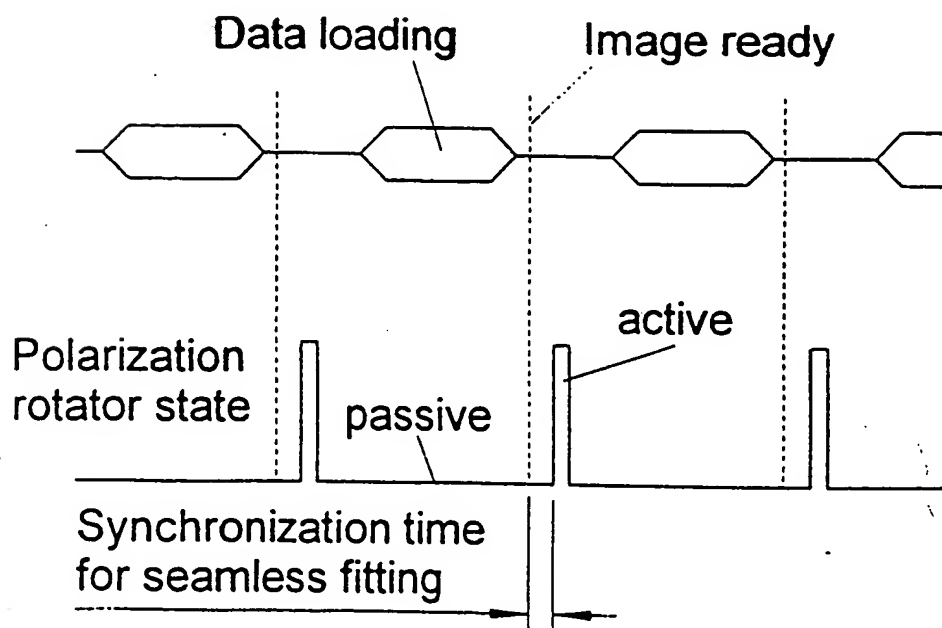 Data loading
Image ready
active
Polarization
rotator state
passive
Synchronization time
for seamless fitting